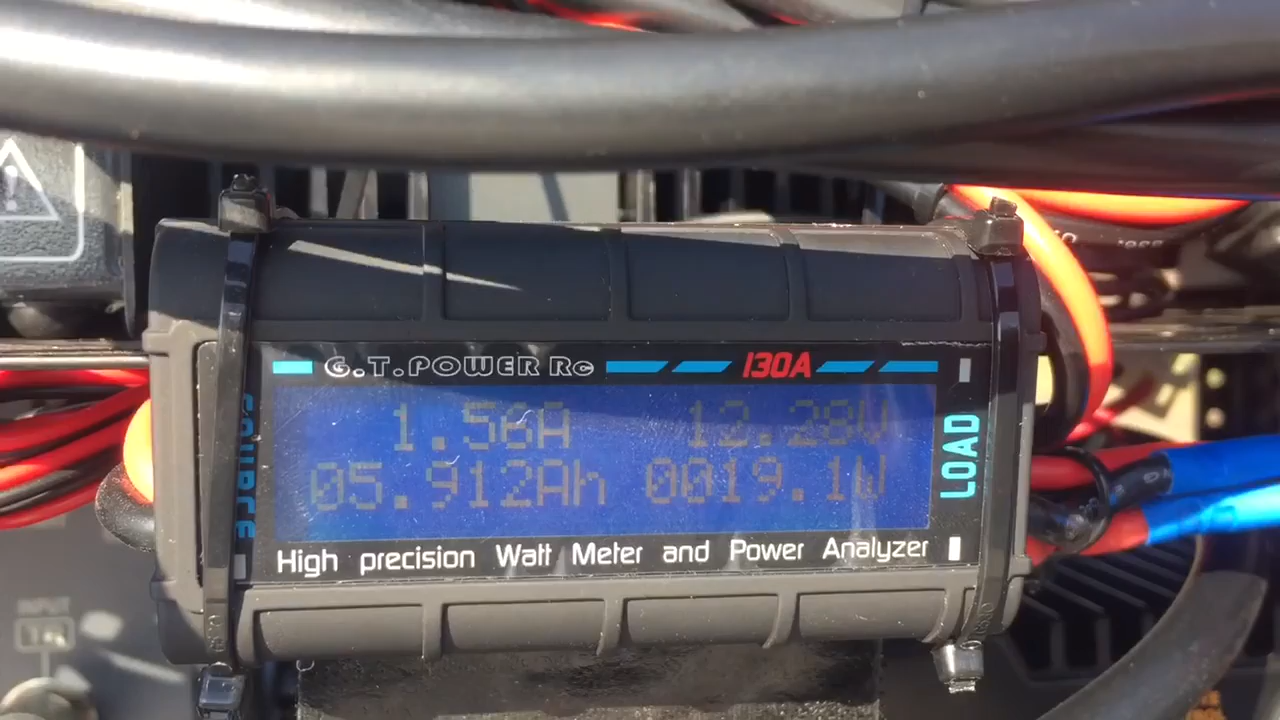 G.T.POWER RC 130A
1.56A 12.28V
05.912Ah 0019.1W
SOURCE
LOAD
High precision Watt Meter and Power Analyzer
INPUT